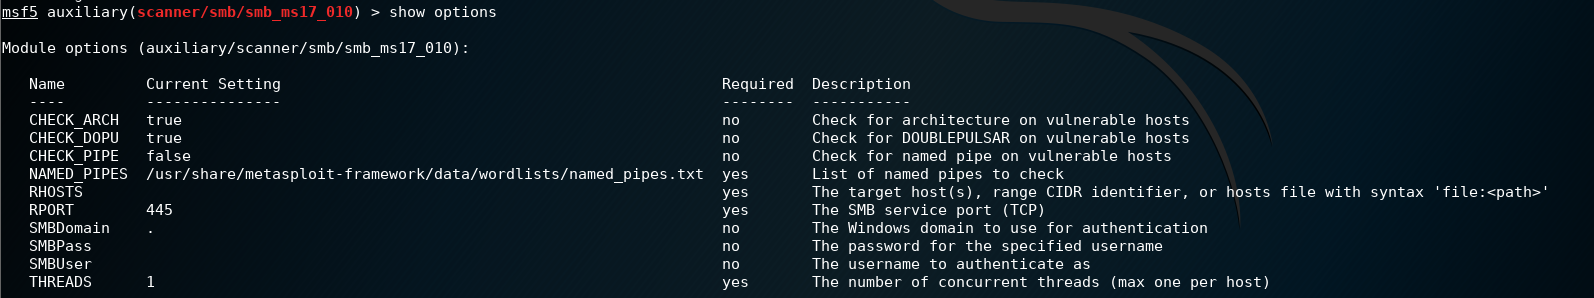 msf5 auxiliary(scanner/smb/smb_ms17_010) > show options
Module options (auxiliary/scanner/smb/smb_ms17_010):
Name Current Setting Required Description
---- --------------- -------- -----------
CHECK_ARCH true no Check for architecture on vulnerable hosts
CHECK_DOPU true no Check for DOUBLEPULSAR on vulnerable hosts
CHECK_PIPE false no Check for named pipe on vulnerable hosts
NAMED_PIPES /usr/share/metasploit-framework/data/wordlists/named_pipes.txt yes List of named pipes to check
RHOSTS yes The target host(s), range CIDR identifier, or hosts file with syntax 'file:<path>'
RPORT 445 yes The SMB service port (TCP)
SMBDomain . no The Windows domain to use for authentication
SMBPass no The password for the specified username
SMBUser no The username to authenticate as
THREADS 1 yes The number of concurrent threads (max one per host)